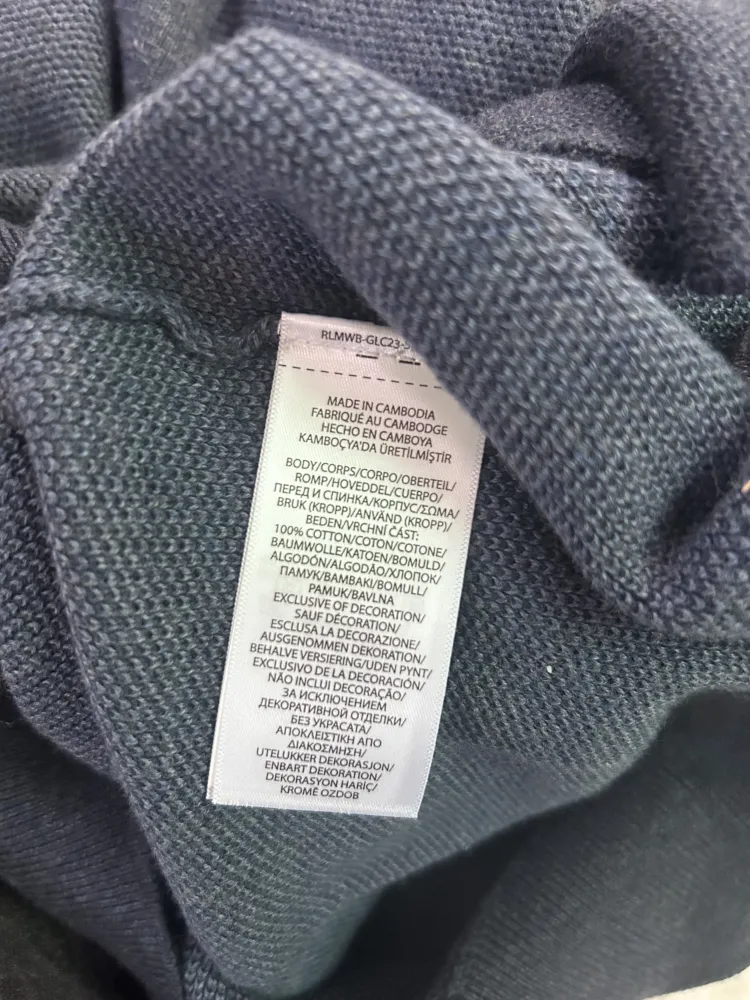 RLMWB-GLC23-
MADE IN CAMBODIA
FABRIQUÉ AU CAMBODGE
HECHO EN CAMBOYA
KAMBOÇYA'DA ÜRETİLMİŞTİR
BODY/CORPS/CORPO/OBERTEIL/
ROMP/HOVEDDEL/CUERPO/
ПЕРЕД И СПИНКА/КОРПУС/ΣΩΜΑ/
BRUK (KROPP)/ANVÄND (KROPP)/
BEDEN/VRCHNÍ ČÁST:
100% COTTON/COTON/COTONE/
BAUMWOLLE/KATOEN/BOMULD/
ALGODÓN/ALGODÃO/ХЛОПОК/
ПАМУК/ΒΑΜΒΑΚΙ/BOMULL/
PAMUK/BAVLNA
EXCLUSIVE OF DECORATION/
SAUF DÉCORATION/
ESCLUSA LA DECORAZIONE/
AUSGENOMMEN DEKORATION/
BEHALVE VERSIERING/UDEN PYNT/
EXCLUSIVO DE LA DECORACIÓN/
NÃO INCLUI DECORAÇÃO/
ЗА ИСКЛЮЧЕНИЕМ
ДЕКОРАТИВНОЙ ОТДЕЛКИ/
БЕЗ УКРАСАТА/
ΑΠΟΚΛΕΙΣΤΙΚΗ ΑΠΟ
ΔΙΑΚΟΣΜΗΣΗ/
UTELUKKER DEKORASJON/
ENBART DEKORATION/
DEKORASYON HARİÇ/
KROMĚ OZDOB